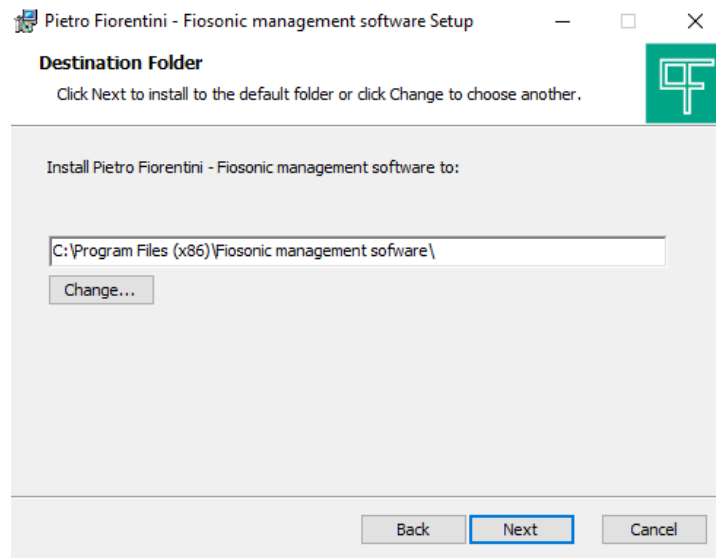 Pietro Fiorentini - Fiosonic management software Setup
Destination Folder
Click Next to install to the default folder or click Change to choose another.
Install Pietro Fiorentini - Fiosonic management software to:
C:\Program Files (x86)\Fiosonic management sofware\
Change...
Back Next Cancel